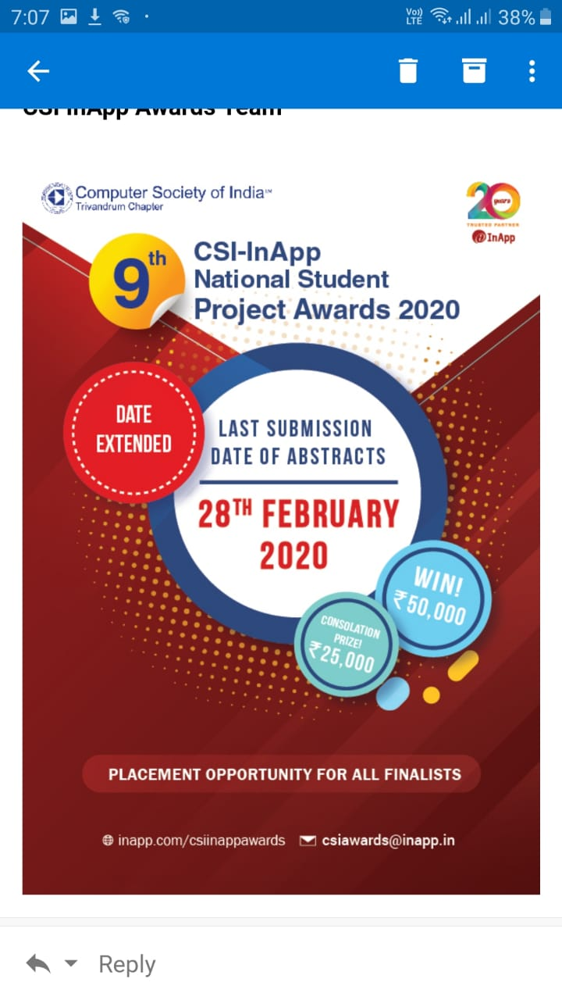 7:07
Vo)) LTE 38%
CSI InApp Awards Team
Computer Society of India™
Trivandrum Chapter
20 years
TRUSTED PARTNER
InApp
9th
CSI-InApp
National Student
Project Awards 2020
DATE
EXTENDED
LAST SUBMISSION
DATE OF ABSTRACTS
28TH FEBRUARY
2020
WIN!
₹50,000
CONSOLATION
PRIZE!
₹25,000
PLACEMENT OPPORTUNITY FOR ALL FINALISTS
inapp.com/csiinappawards csiawards@inapp.in
Reply